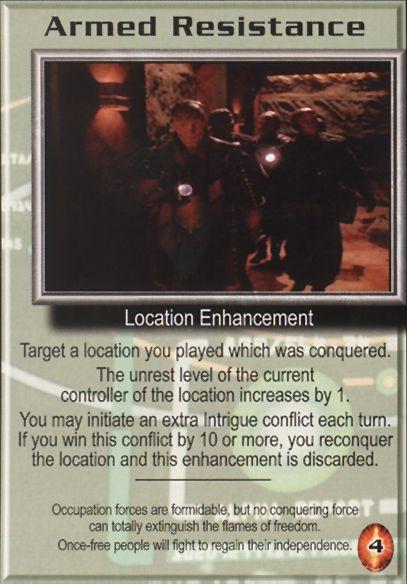 Armed Resistance
Location Enhancement
Target a location you played which was conquered.
The unrest level of the current
controller of the location increases by 1.
You may initiate an extra Intrigue conflict each turn.
If you win this conflict by 10 or more, you reconquer
the location and this enhancement is discarded.
Occupation forces are formidable, but no conquering force
can totally extinguish the flames of freedom.
Once-free people will fight to regain their independence.
4